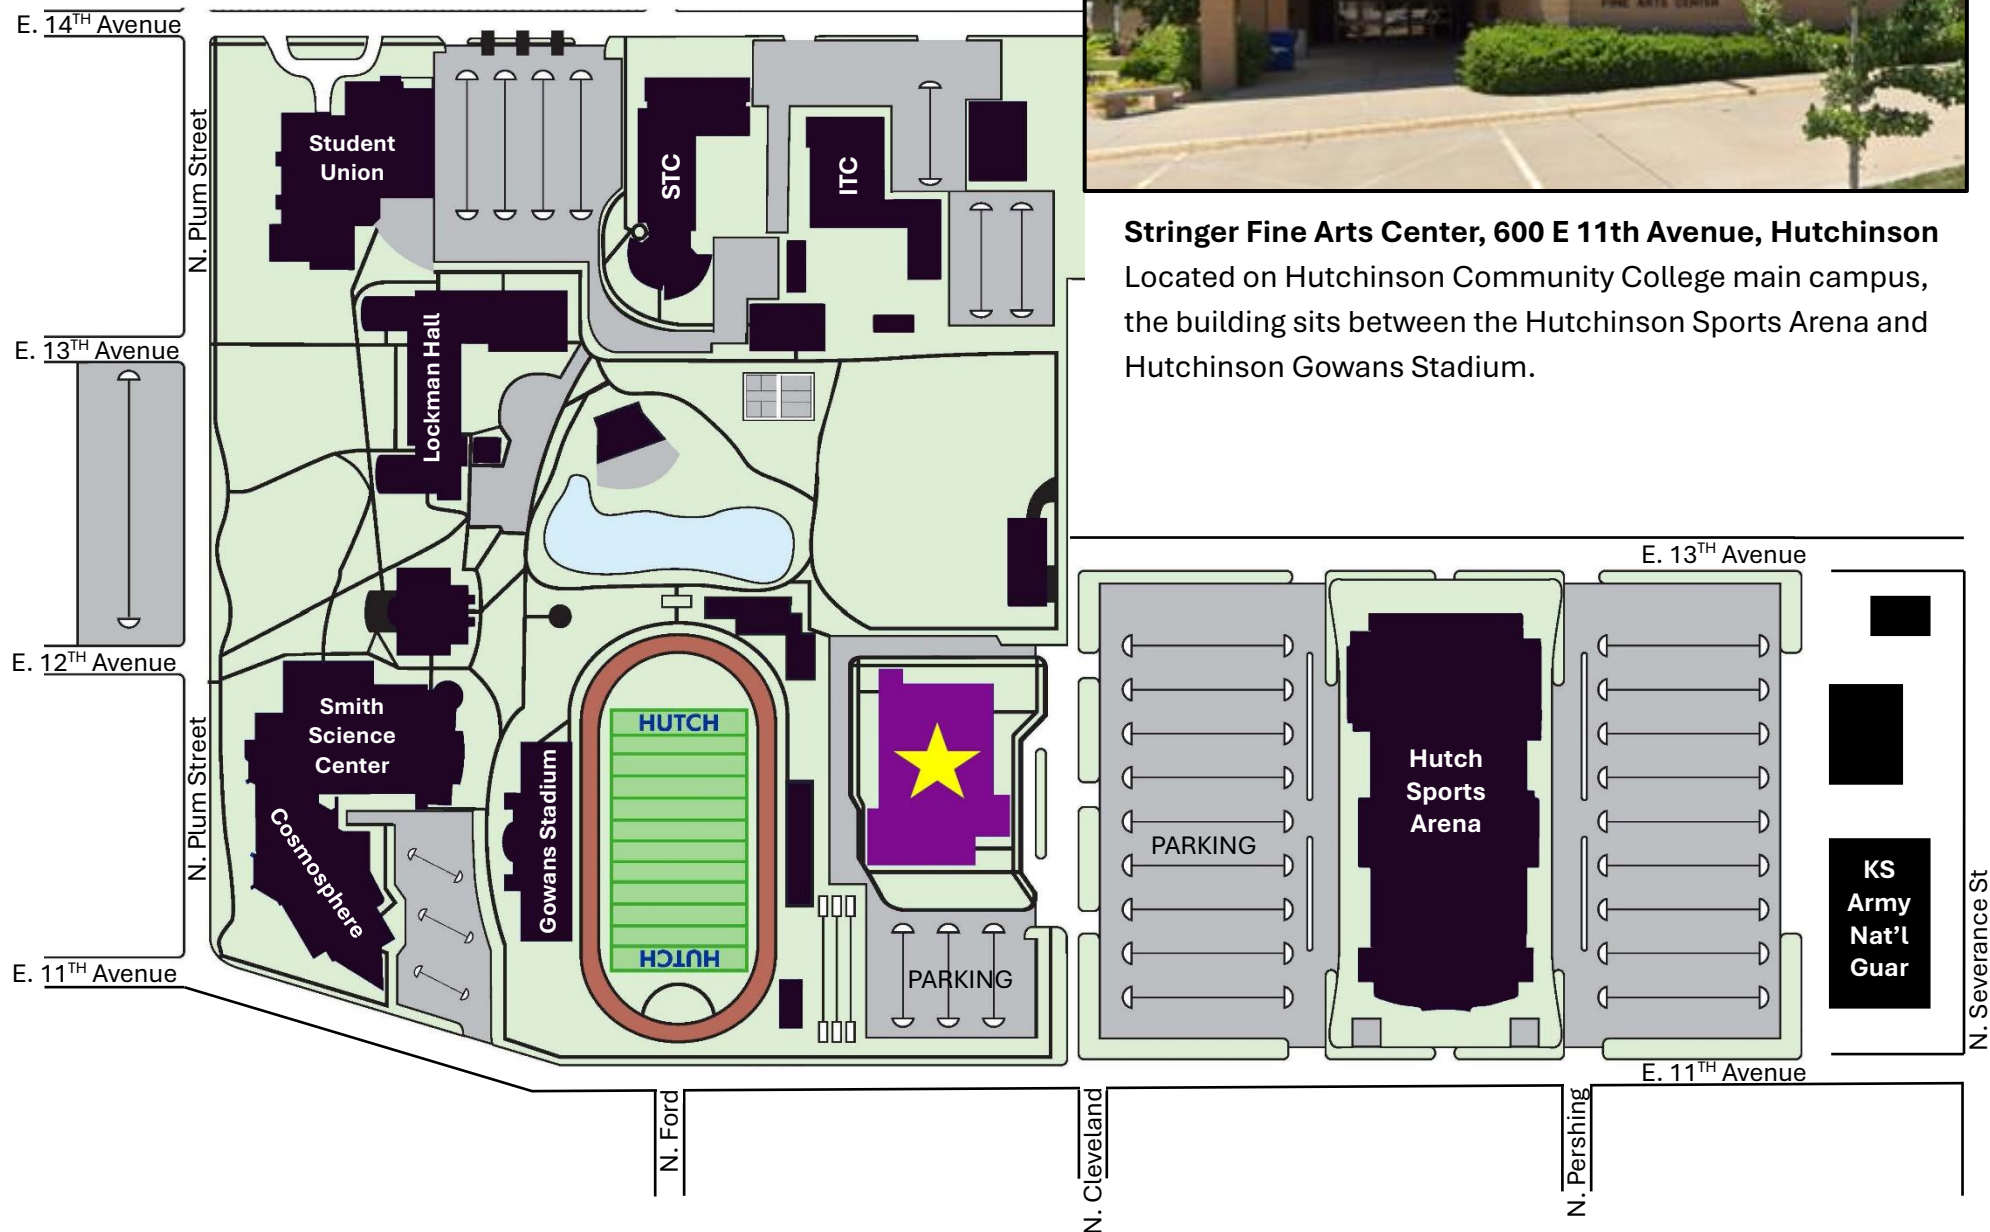 E. 14TH Avenue
FINE ARTS CENTER
N. Plum Street
Student
Union
STC
ITC
Stringer Fine Arts Center, 600 E 11th Avenue, Hutchinson
Located on Hutchinson Community College main campus,
the building sits between the Hutchinson Sports Arena and
Hutchinson Gowans Stadium.
E. 13TH Avenue
Lockman Hall
E. 13TH Avenue
E. 12TH Avenue
N. Plum Street
Smith
Science
Center
Cosmosphere
Gowans Stadium
HUTCH
HUTCH
PARKING
PARKING
Hutch
Sports
Arena
KS
Army
Nat’l
Guar
N. Severance St
E. 11TH Avenue
E. 11TH Avenue
N. Ford
N. Cleveland
N. Pershing